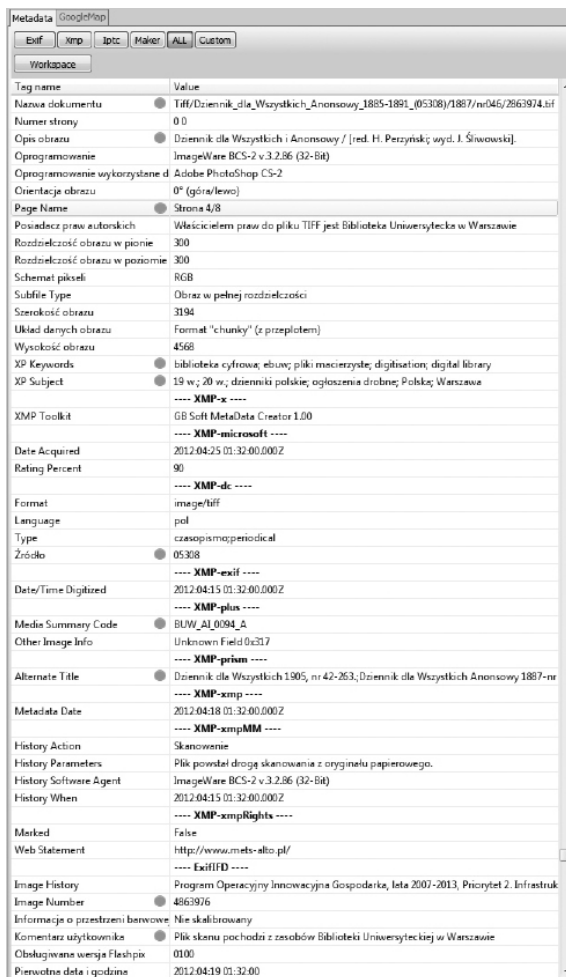 Metadata GoogleMap
Exif Xmp Iptc Maker ALL Custom
Workspace
Tag name Value
Nazwa dokumentu Tiff/Dziennik_dla_Wszystkich_Anonsowy_1885-1891_(05308)/1887/nr046/2863974.tif
Numer strony 0 0
Opis obrazu Dziennik dla Wszystkich i Anonsowy / [red. H. Perzyński; wyd. J. Śliwowski].
Oprogramowanie ImageWare BCS-2 v.3.2.86 (32-Bit)
Oprogramowanie wykorzystane d Adobe PhotoShop CS-2
Orientacja obrazu 0° (góra/lewo)
Page Name Strona 4/8
Posiadacz praw autorskich Właścicielem praw do pliku TIFF jest Biblioteka Uniwersytecka w Warszawie
Rozdzielczość obrazu w pionie 300
Rozdzielczość obrazu w poziomie 300
Schemat pikseli RGB
Subfile Type Obraz w pełnej rozdzielczości
Szerokość obrazu 3194
Układ danych obrazu Format "chunky" (z przeplotem)
Wysokość obrazu 4568
XP Keywords biblioteka cyfrowa; ebuw; pliki macierzyste; digitisation; digital library
XP Subject 19 w.; 20 w.; dzienniki polskie; ogłoszenia drobne; Polska; Warszawa
---- XMP-x ----
XMP Toolkit GB Soft MetaData Creator 1.00
---- XMP-microsoft ----
Date Acquired 2012:04:25 01:32:00.000Z
Rating Percent 90
---- XMP-dc ----
Format image/tiff
Language pol
Type czasopismo;periodical
Źródło 05308
---- XMP-exif ----
Date/Time Digitized 2012:04:15 01:32:00.000Z
---- XMP-plus ----
Media Summary Code BUW_AI_0094_A
Other Image Info Unknown Field 0x317
---- XMP-prism ----
Alternate Title Dziennik dla Wszystkich 1905, nr 42-263.;Dziennik dla Wszystkich Anonsowy 1887-nr
---- XMP-xmp ----
Metadata Date 2012:04:18 01:32:00.000Z
---- XMP-xmpMM ----
History Action Skanowanie
History Parameters Plik powstał drogą skanowania z oryginału papierowego.
History Software Agent ImageWare BCS-2 v.3.2.86 (32-Bit)
History When 2012:04:15 01:32:00.000Z
---- XMP-xmpRights ----
Marked False
Web Statement http://www.mets-alto.pl/
---- ExifIFD ----
Image History Program Operacyjny Innowacyjna Gospodarka, lata 2007-2013, Priorytet 2. Infrastruk
Image Number 4863976
Informacja o przestrzeni barwowe Nie skalibrowany
Komentarz użytkownika Plik skanu pochodzi z zasobów Biblioteki Uniwersyteckiej w Warszawie
Obsługiwana wersja Flashpix 0100
Pierwotna data i godzina 2012:04:19 01:32:00